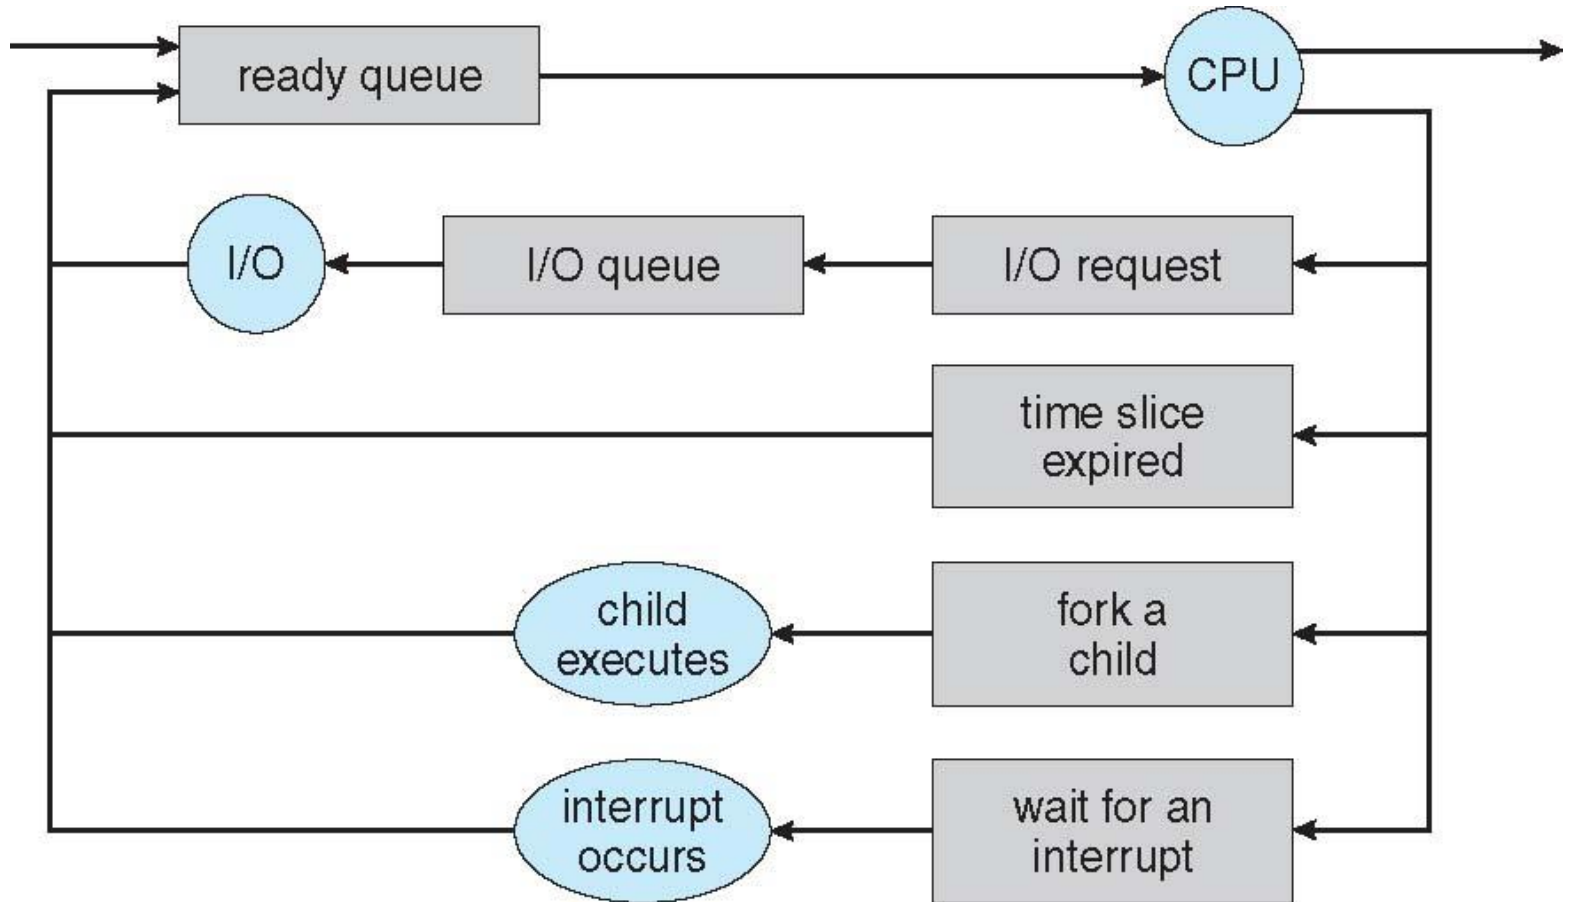 ready queue
CPU
I/O
I/O queue
I/O request
time slice
expired
child
executes
fork a
child
interrupt
occurs
wait for an
interrupt